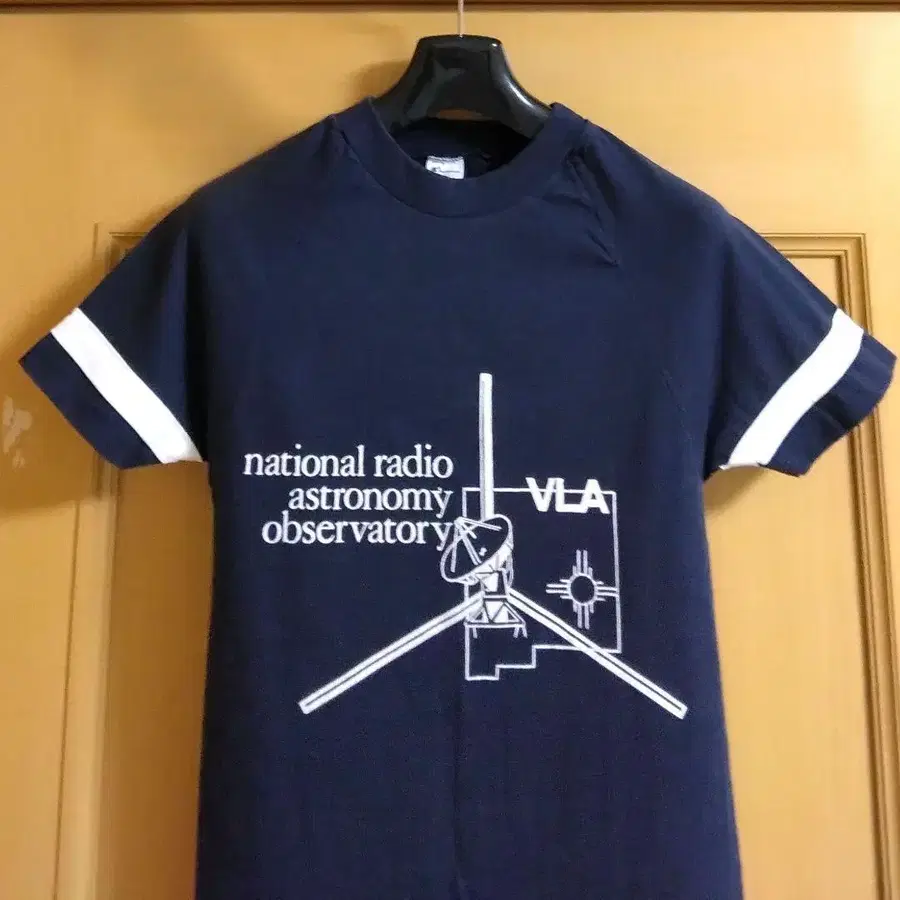 national radio
astronomy
observatory
VLA